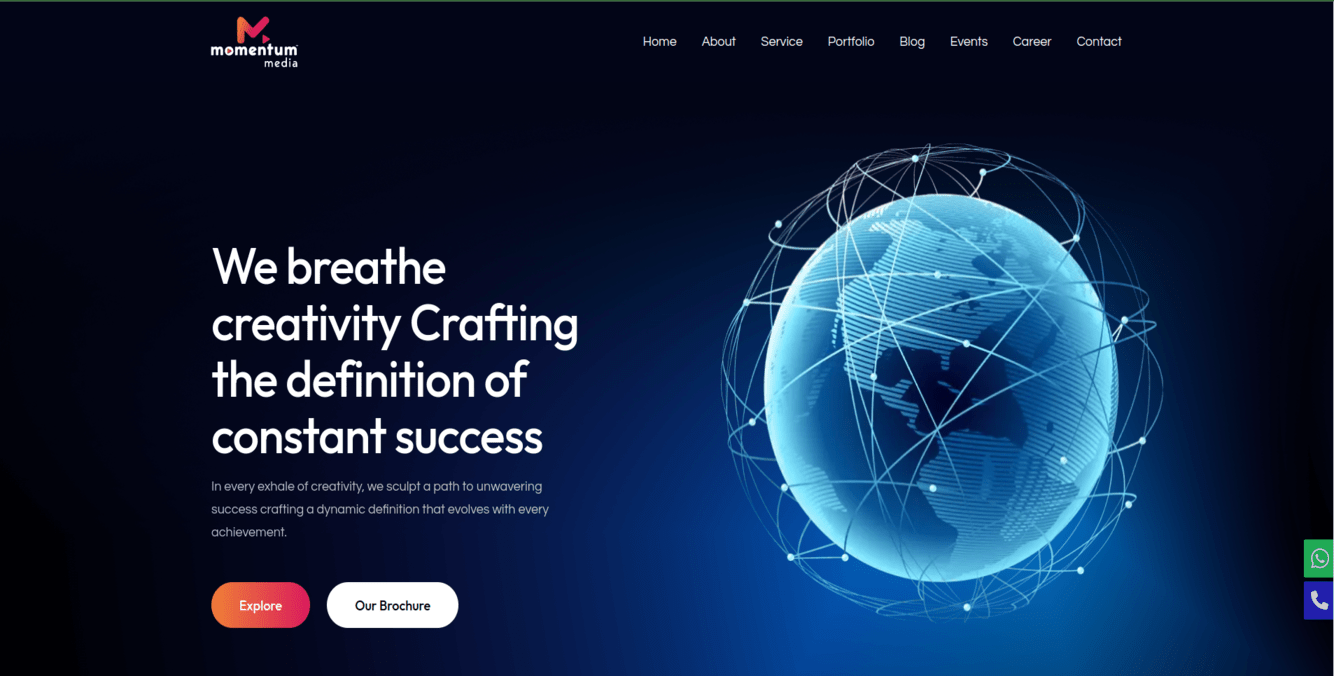 momentum
media
Home About Service Portfolio Blog Events Career Contact
We breathe
creativity Crafting
the definition of
constant success
In every exhale of creativity, we sculpt a path to unwavering
success crafting a dynamic definition that evolves with every
achievement.
Explore Our Brochure